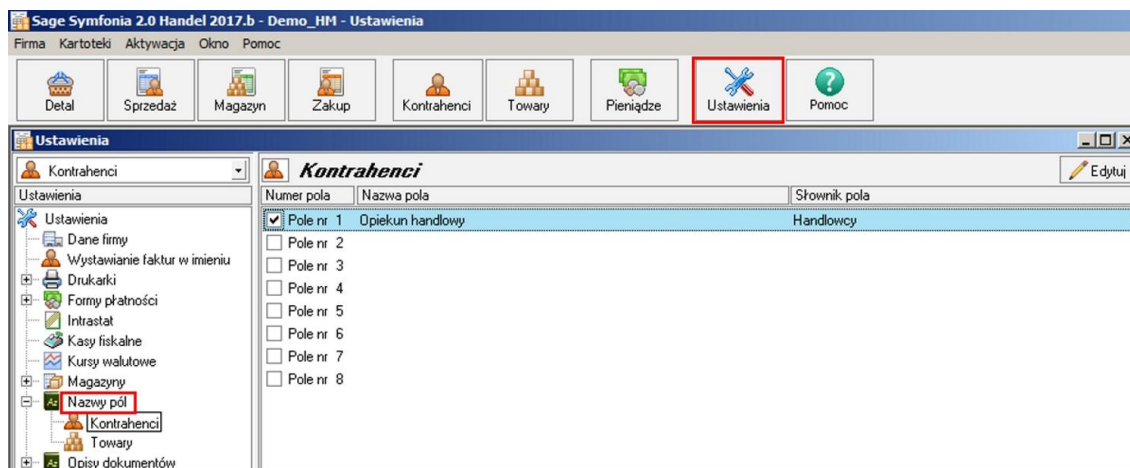 Sage Symfonia 2.0 Handel 2017.b - Demo_HM - Ustawienia
Firma Kartoteki Aktywacja Okno Pomoc
Detal Sprzedaż Magazyn Zakup Kontrahenci Towary Pieniądze Ustawienia Pomoc
Ustawienia
Kontrahenci
Kontrahenci Edytuj
Ustawienia
Numer pola Nazwa pola Słownik pola
Ustawienia
Dane firmy
Wystawianie faktur w imieniu
Drukarki
Formy płatności
Intrastat
Kasy fiskalne
Kursy walutowe
Magazyny
Nazwy pól
Kontrahenci
Towary
Opisy dokumentów
Pole nr 1 Opiekun handlowy Handlowcy
Pole nr 2
Pole nr 3
Pole nr 4
Pole nr 5
Pole nr 6
Pole nr 7
Pole nr 8